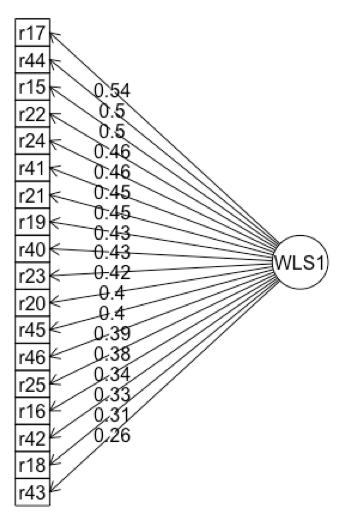 r17
r44
r15
r22
r24
r41
r21
r19
r40
r23
r20
r45
r46
r25
r16
r42
r18
r43
0.54
0.5
0.5
0.46
0.46
0.45
0.45
0.43
0.43
0.42
0.4
0.4
0.39
0.38
0.34
0.33
0.31
0.26
WLS1